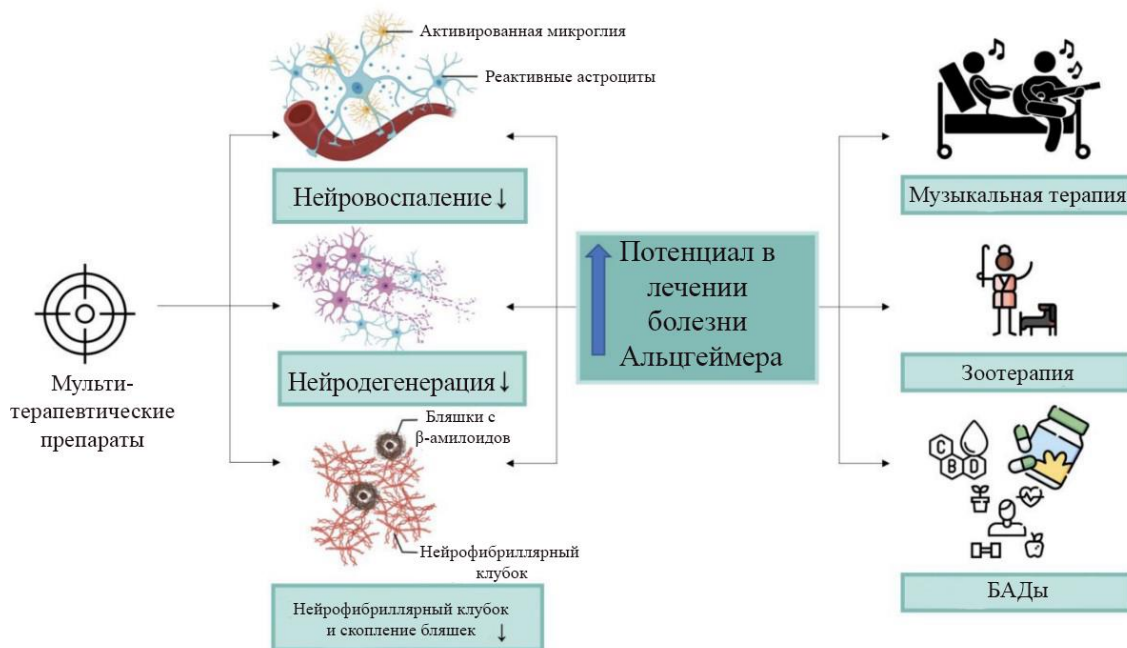 Активированная микроглия
Реактивные астроциты
Нейровоспаление ↓
Нейродегенерация ↓
Бляшки с
β-амилоидов
Нейрофибриллярный
клубок
Нейрофибриллярный клубок
и скопление бляшек ↓
Мульти-
терапевтические
препараты
Потенциал в
лечении
болезни
Альцгеймера
Музыкальная терапия
Зоотерапия
C
B D
БАДы